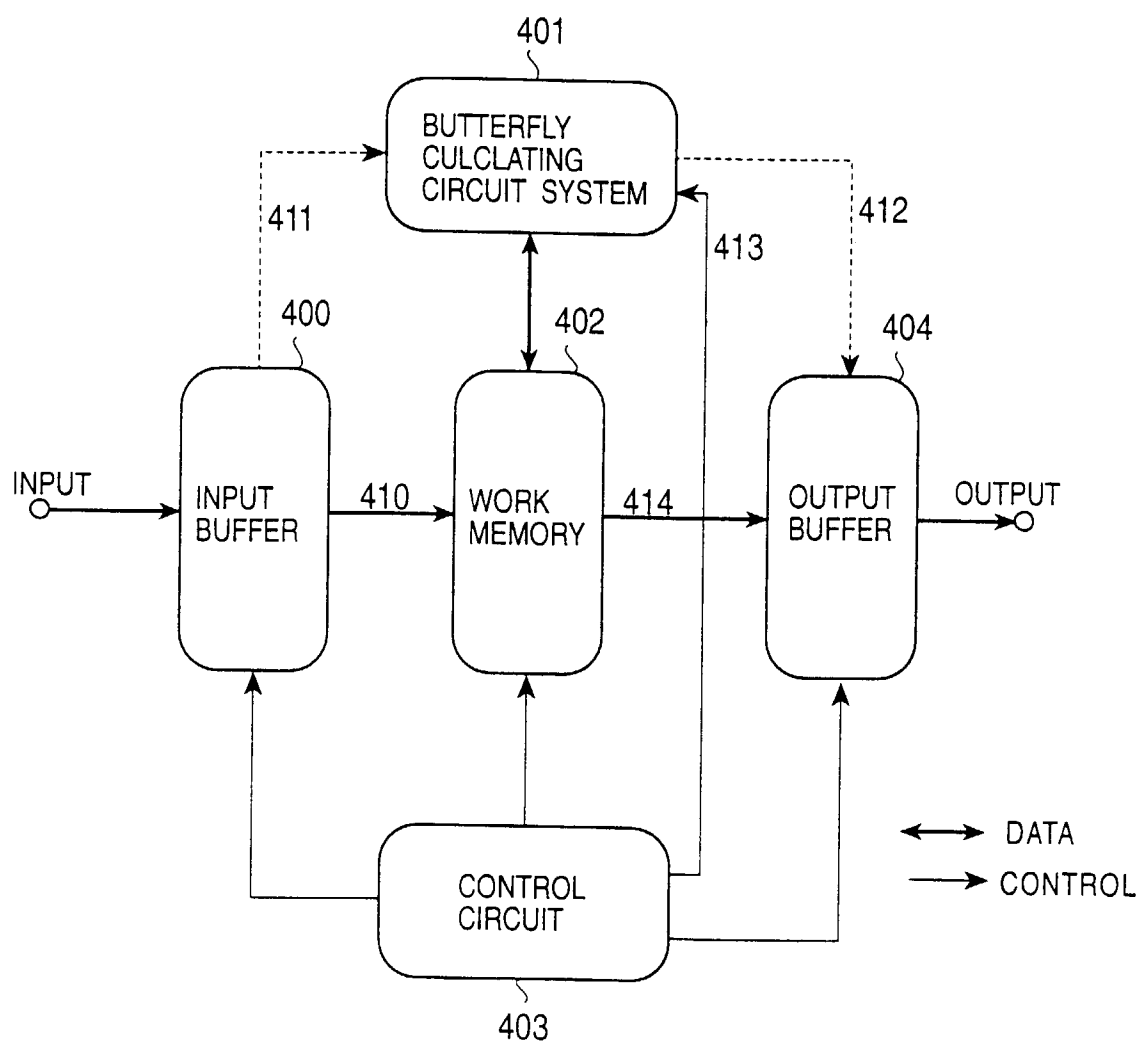 401
BUTTERFLY
CULCLATING
CIRCUIT SYSTEM
411
412
413
400
402
404
INPUT
INPUT
BUFFER
410
WORK
MEMORY
414
OUTPUT
BUFFER
OUTPUT
DATA
CONTROL
CONTROL
CIRCUIT
403